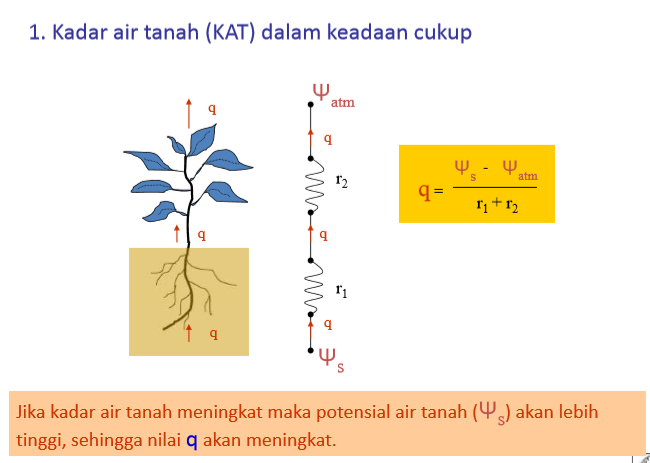 1. Kadar air tanah (KAT) dalam keadaan cukup
q
q
q
Ψatm
q
r2
q
r1
q
Ψs
q = Ψs - Ψatm
r1 + r2
Jika kadar air tanah meningkat maka potensial air tanah (Ψs) akan lebih
tinggi, sehingga nilai q akan meningkat.